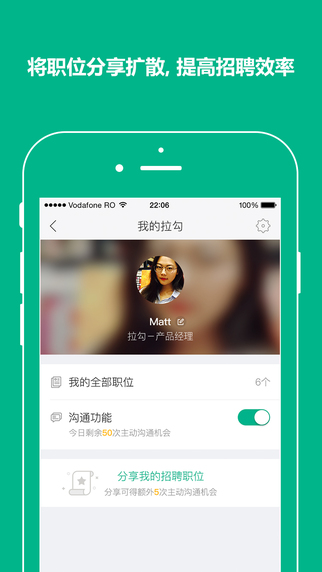 将职位分享扩散, 提高招聘效率
Vodafone RO 22:06 100%
我的拉勾
Matt
拉勾－产品经理
我的全部职位 6个
沟通功能
今日剩余50次主动沟通机会
分享我的招聘职位
分享可得额外5次主动沟通机会